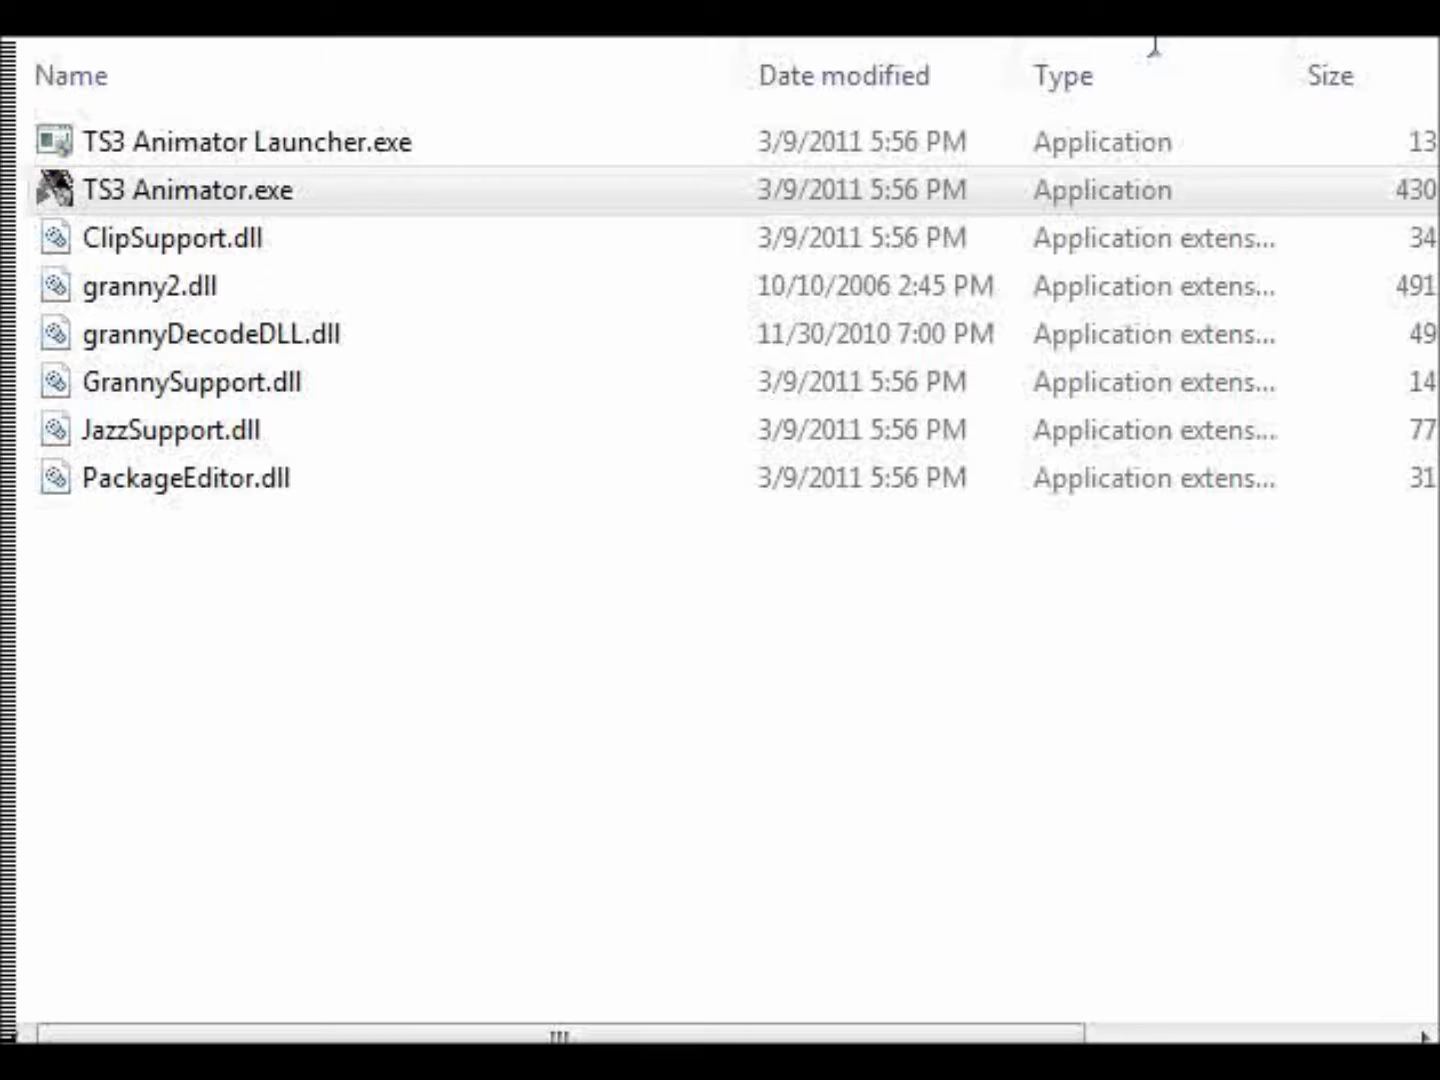 Name Date modified Type Size
TS3 Animator Launcher.exe 3/9/2011 5:56 PM Application 13
TS3 Animator.exe 3/9/2011 5:56 PM Application 430
ClipSupport.dll 3/9/2011 5:56 PM Application extens... 34
granny2.dll 10/10/2006 2:45 PM Application extens... 491
grannyDecodeDLL.dll 11/30/2010 7:00 PM Application extens... 49
GrannySupport.dll 3/9/2011 5:56 PM Application extens... 14
JazzSupport.dll 3/9/2011 5:56 PM Application extens... 77
PackageEditor.dll 3/9/2011 5:56 PM Application extens... 31